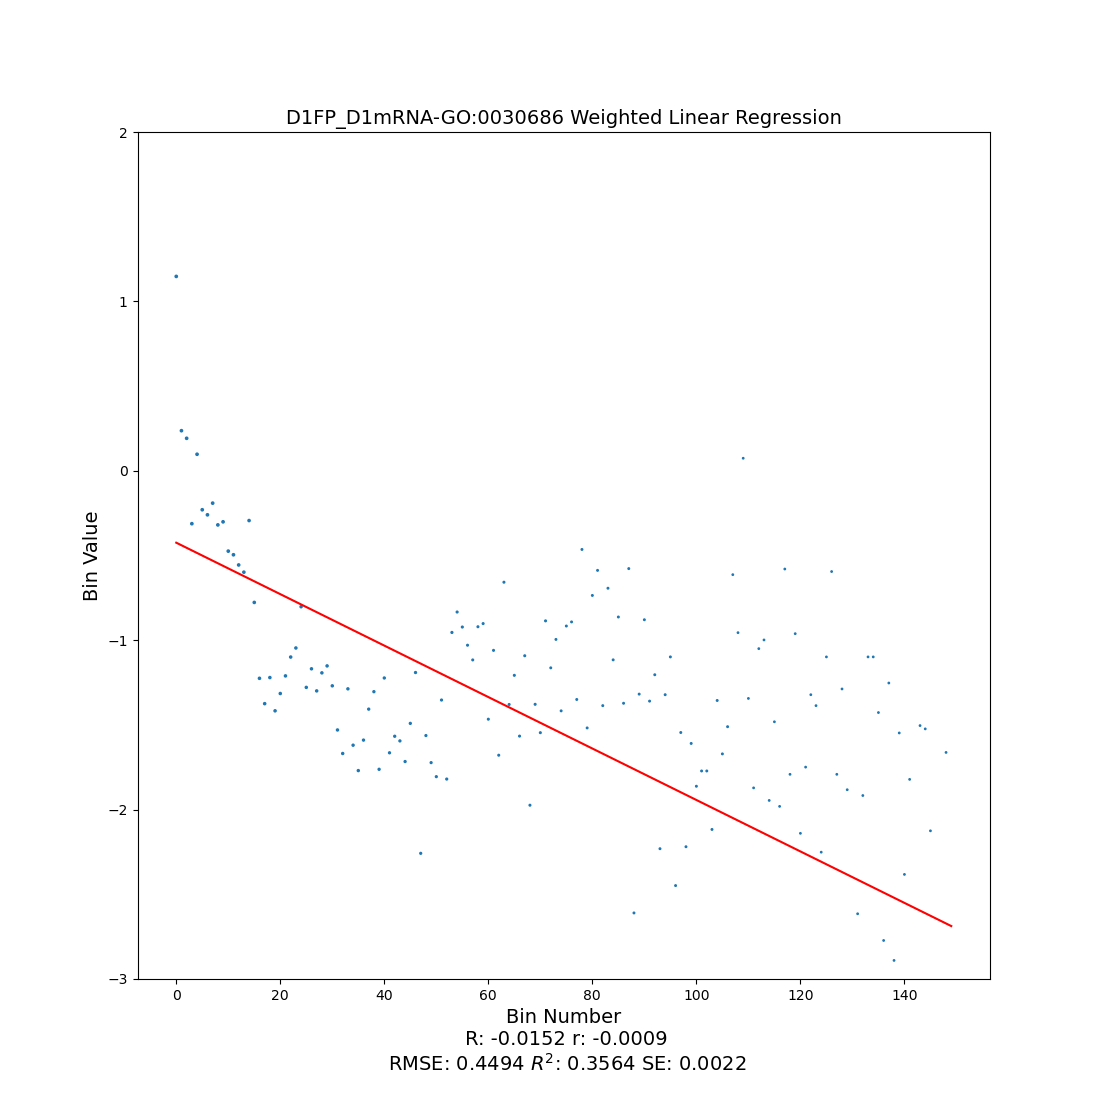 D1FP_D1mRNA-GO:0030686 Weighted Linear Regression
2
1
0
−1
−2
−3
Bin Value
0 20 40 60 80 100 120 140
Bin Number
R: -0.0152 r: -0.0009
RMSE: 0.4494 R²: 0.3564 SE: 0.0022